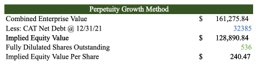 Perpetuity Growth Method
Combined Enterprise Value $ 161,275.84
Less: CAT Net Debt @ 12/31/21 32385
Implied Equity Value $ 128,890.84
Fully Dilulated Shares Outstanding 536
Implied Equity Value Per Share $ 240.47